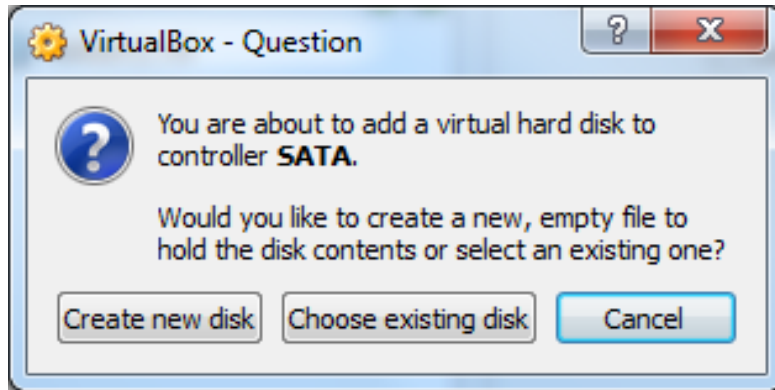 VirtualBox - Question
You are about to add a virtual hard disk to
controller SATA.
Would you like to create a new, empty file to
hold the disk contents or select an existing one?
Create new disk
Choose existing disk
Cancel